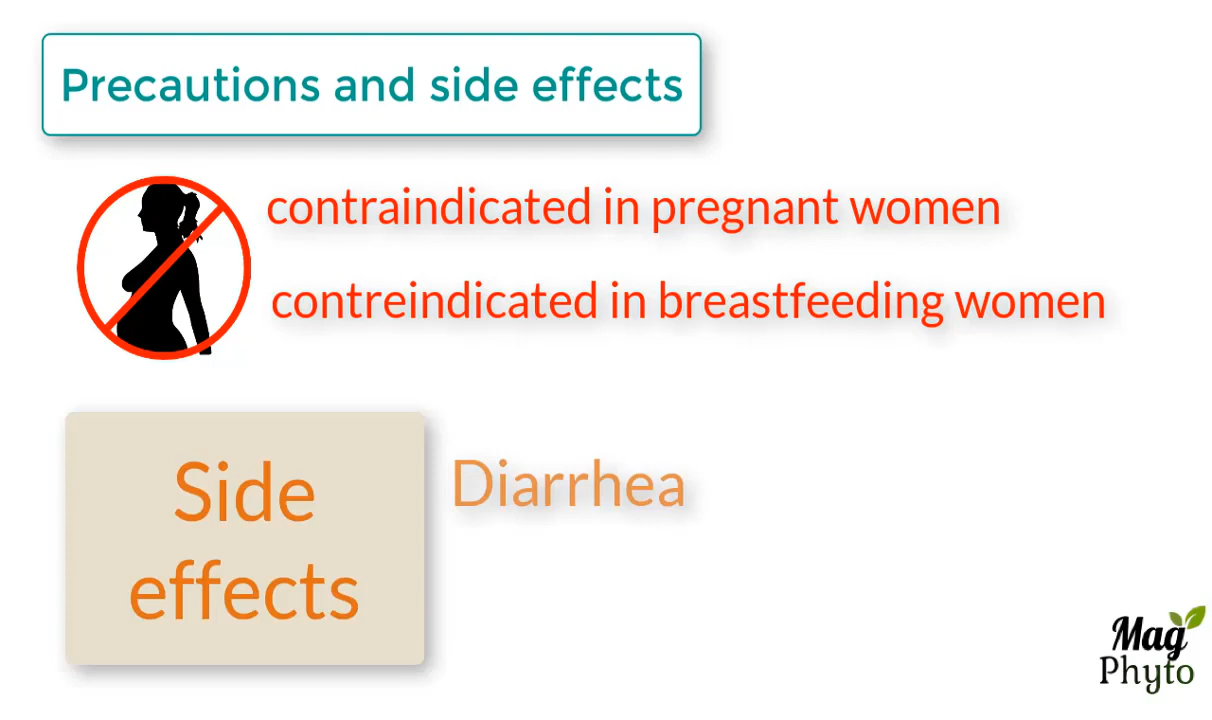 Precautions and side effects
contraindicated in pregnant women
contreindicated in breastfeeding women
Side
effects
Diarrhea
Mag
Phyto